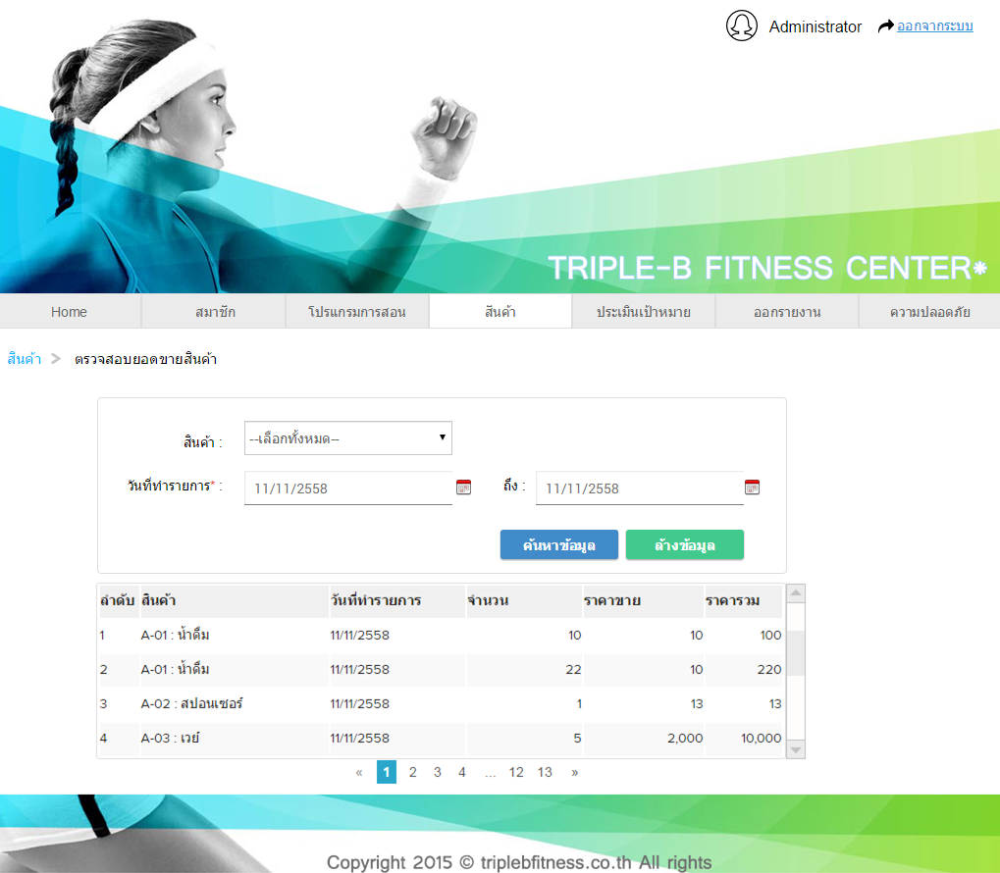 Administrator ออกจากระบบ
TRIPLE-B FITNESS CENTER*
Home สมาชิก โปรแกรมการสอน สินค้า ประเมินเป้าหมาย ออกรายงาน ความปลอดภัย
สินค้า > ตรวจสอบยอดขายสินค้า
สินค้า : --เลือกทั้งหมด--
วันที่ทำรายการ* : 11/11/2558 ถึง : 11/11/2558
ค้นหาข้อมูล ล้างข้อมูล
ลำดับ สินค้า วันที่ทำรายการ จำนวน ราคาขาย ราคารวม
1 A-01 : น้ำดื่ม 11/11/2558 10 10 100
2 A-01 : น้ำดื่ม 11/11/2558 22 10 220
3 A-02 : สปอนเซอร์ 11/11/2558 1 13 13
4 A-03 : เวย์ 11/11/2558 5 2,000 10,000
« 1 2 3 4 ... 12 13 »
Copyright 2015 © triplebfitness.co.th All rights